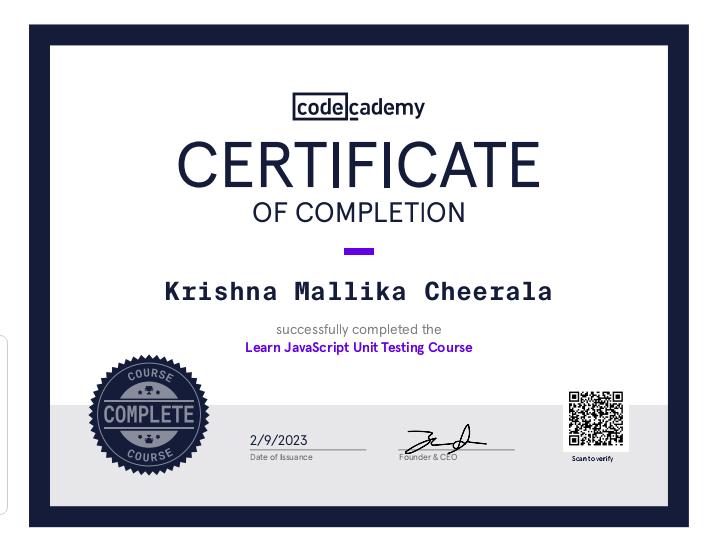 codecademy
CERTIFICATE
OF COMPLETION
Krishna Mallika Cheerala
successfully completed the
Learn JavaScript Unit Testing Course
COURSE
COMPLETE
COURSE
2/9/2023
Date of Issuance
Founder & CEO
Scan to verify